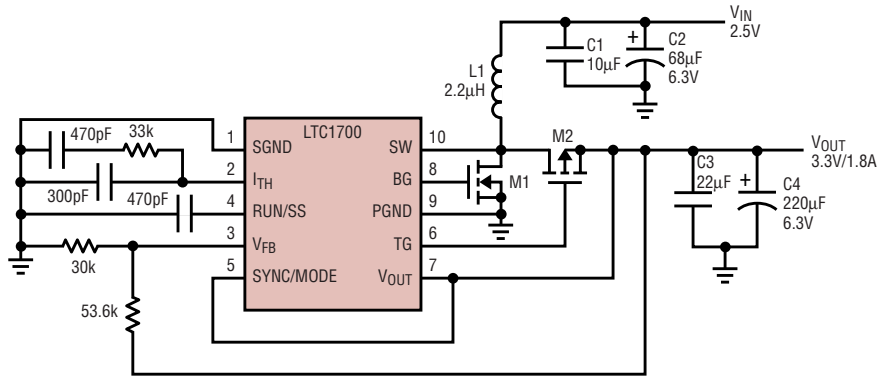 VIN
2.5V
C1
10µF
+
C2
68µF
6.3V
L1
2.2µH
470pF
33k
1
SGND
LTC1700
SW
10
M2
VOUT
3.3V/1.8A
300pF
470pF
2
ITH
BG
8
M1
C3
22µF
+
C4
220µF
6.3V
4
RUN/SS
PGND
9
30k
3
VFB
TG
6
5
SYNC/MODE
VOUT
7
53.6k